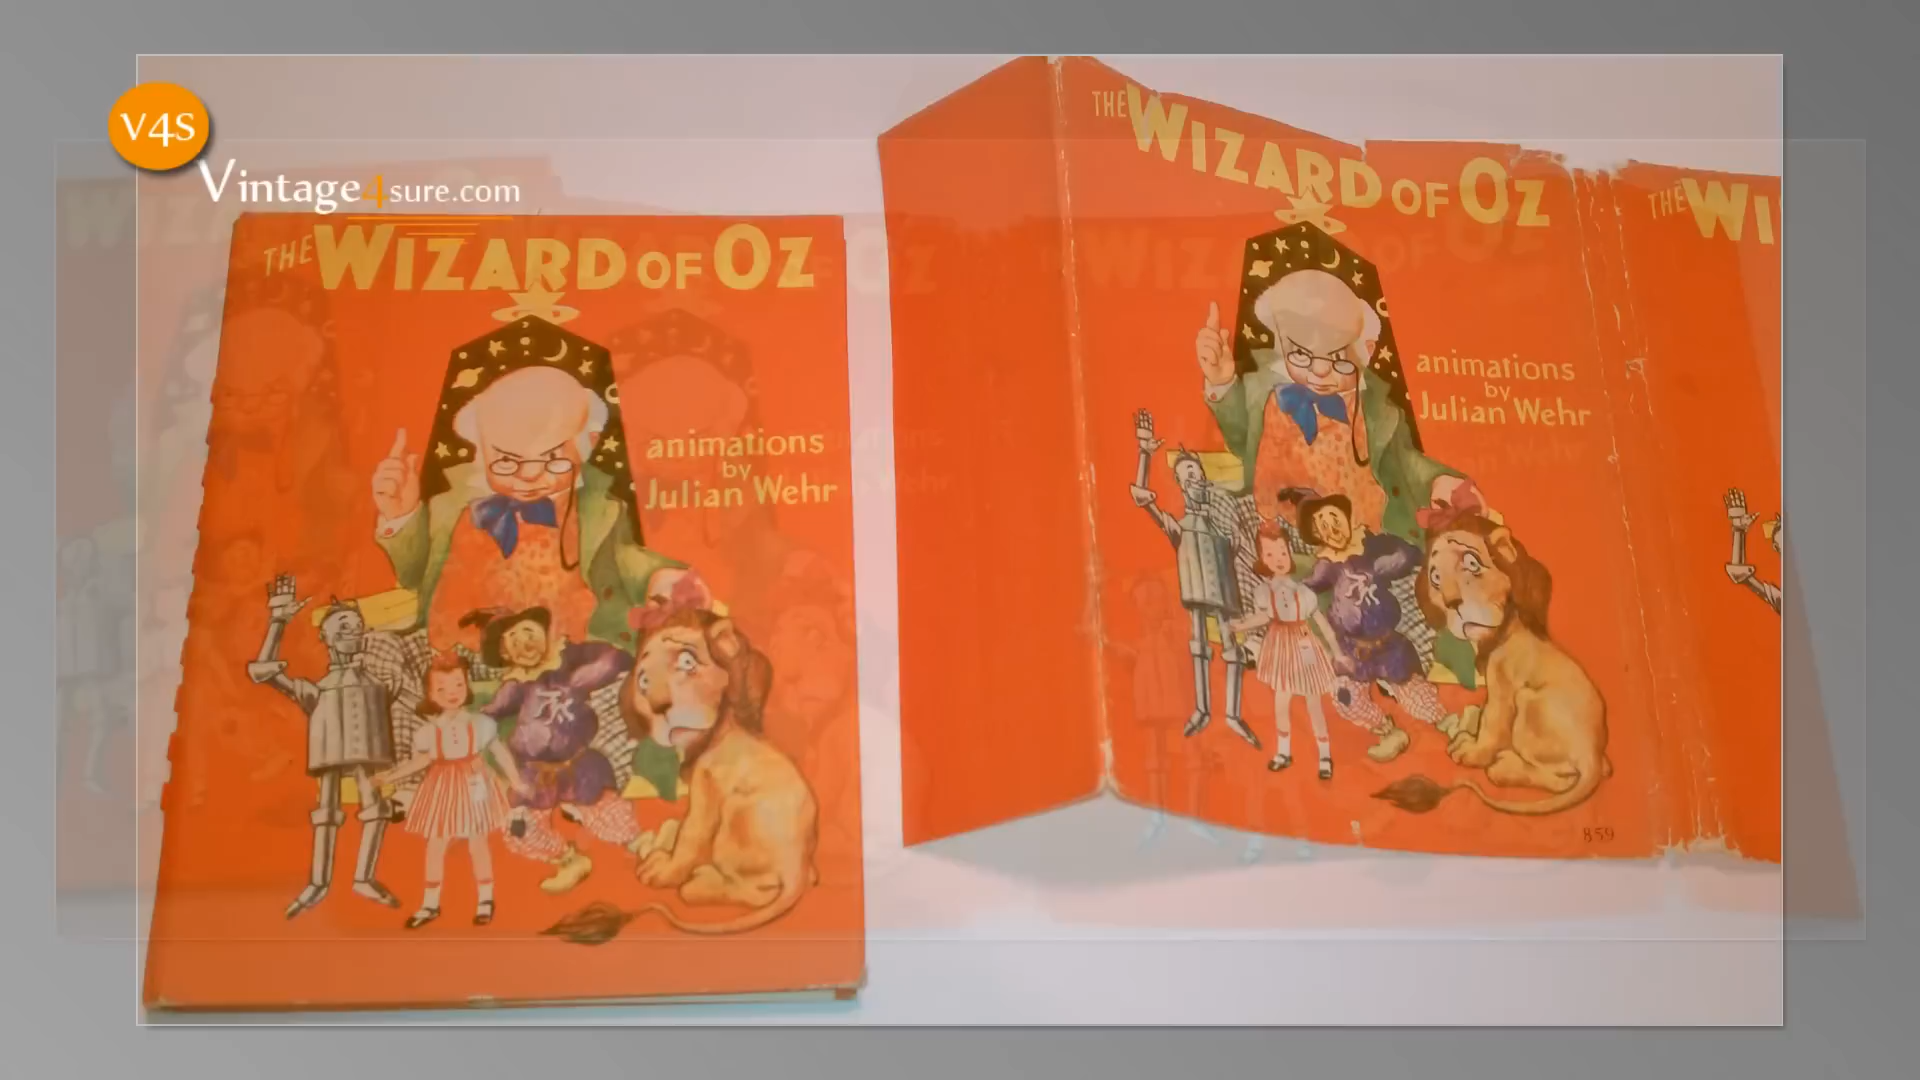 V4S
Vintage4sure.com
THE WIZARD OF OZ
animations
by
Julian Wehr
THE WIZARD OF OZ
animations
by
Julian Wehr
859
THE WI